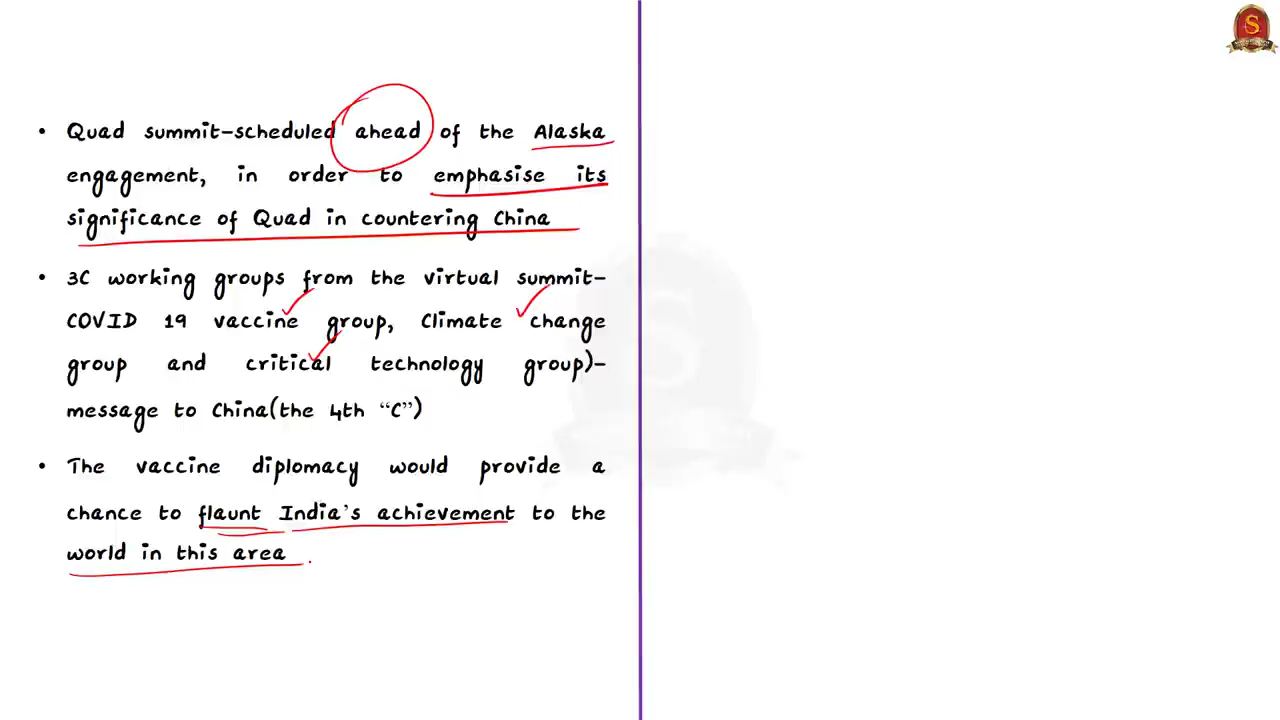 • Quad summit-scheduled ahead of the Alaska
engagement, in order to emphasise its
significance of Quad in countering China
• 3C working groups from the virtual summit-
COVID 19 vaccine group, Climate change
group and critical technology group)-
message to China(the 4th “C”)
• The vaccine diplomacy would provide a
chance to flaunt India's achievement to the
world in this area
S